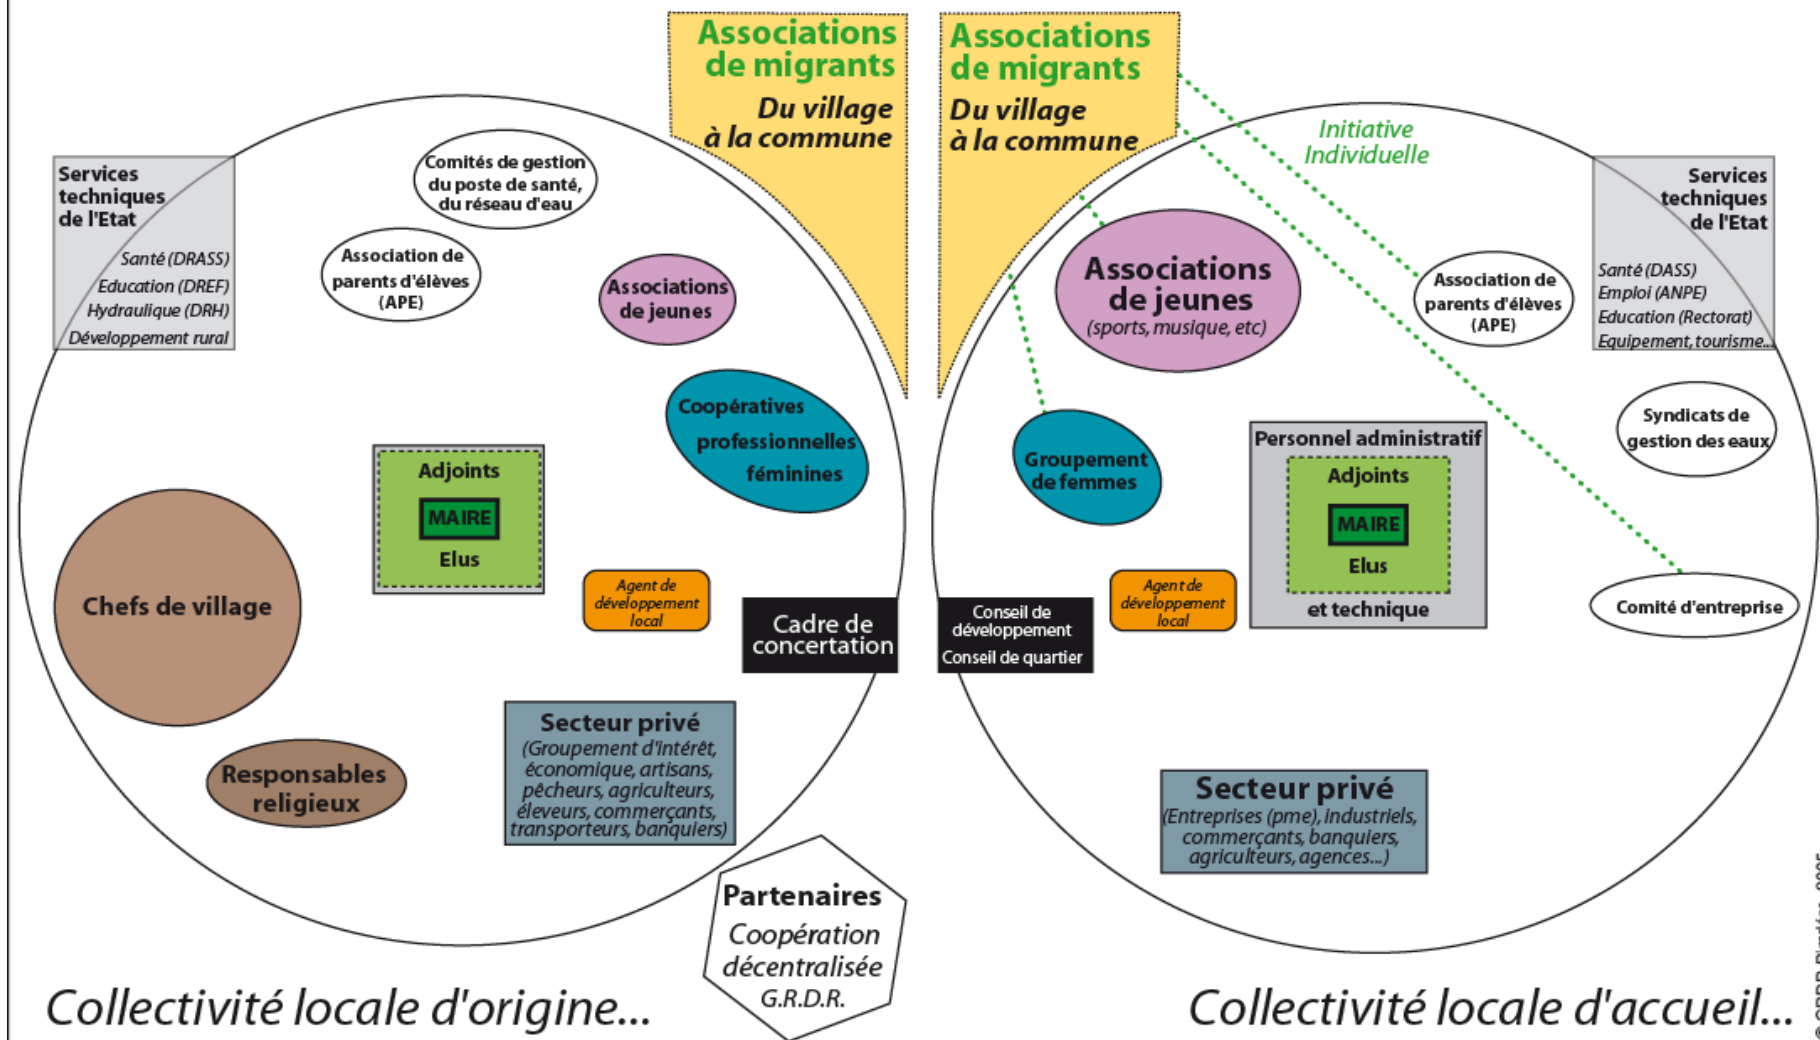 Associations
de migrants
Du village
à la commune
Associations
de migrants
Du village
à la commune
Initiative
Individuelle
Services
techniques
de l'Etat
Santé (DRASS)
Education (DREF)
Hydraulique (DRH)
Développement rural
Comités de gestion
du poste de santé,
du réseau d'eau
Association de
parents d'élèves
(APE)
Associations
de jeunes
Coopératives
professionnelles
féminines
Adjoints
MAIRE
Elus
Chefs de village
Agent de
développement
local
Cadre de
concertation
Responsables
religieux
Secteur privé
(Groupement d'intérêt,
économique, artisans,
pêcheurs, agriculteurs,
éleveurs, commerçants,
transporteurs, banquiers)
Partenaires
Coopération
décentralisée
G.R.D.R.
Collectivité locale d'origine...
Associations
de jeunes
(sports, musique, etc)
Association de
parents d'élèves
(APE)
Services
techniques
de l'Etat
Santé (DASS)
Emploi (ANPE)
Education (Rectorat)
Equipement, tourisme...
Syndicats de
gestion des eaux
Groupement
de femmes
Personnel administratif
Adjoints
MAIRE
Elus
et technique
Agent de
développement
local
Conseil de
développement
Conseil de quartier
Comité d'entreprise
Secteur privé
(Entreprises (pme), industriels,
commerçants, banquiers,
agriculteurs, agences...)
Collectivité locale d'accueil...